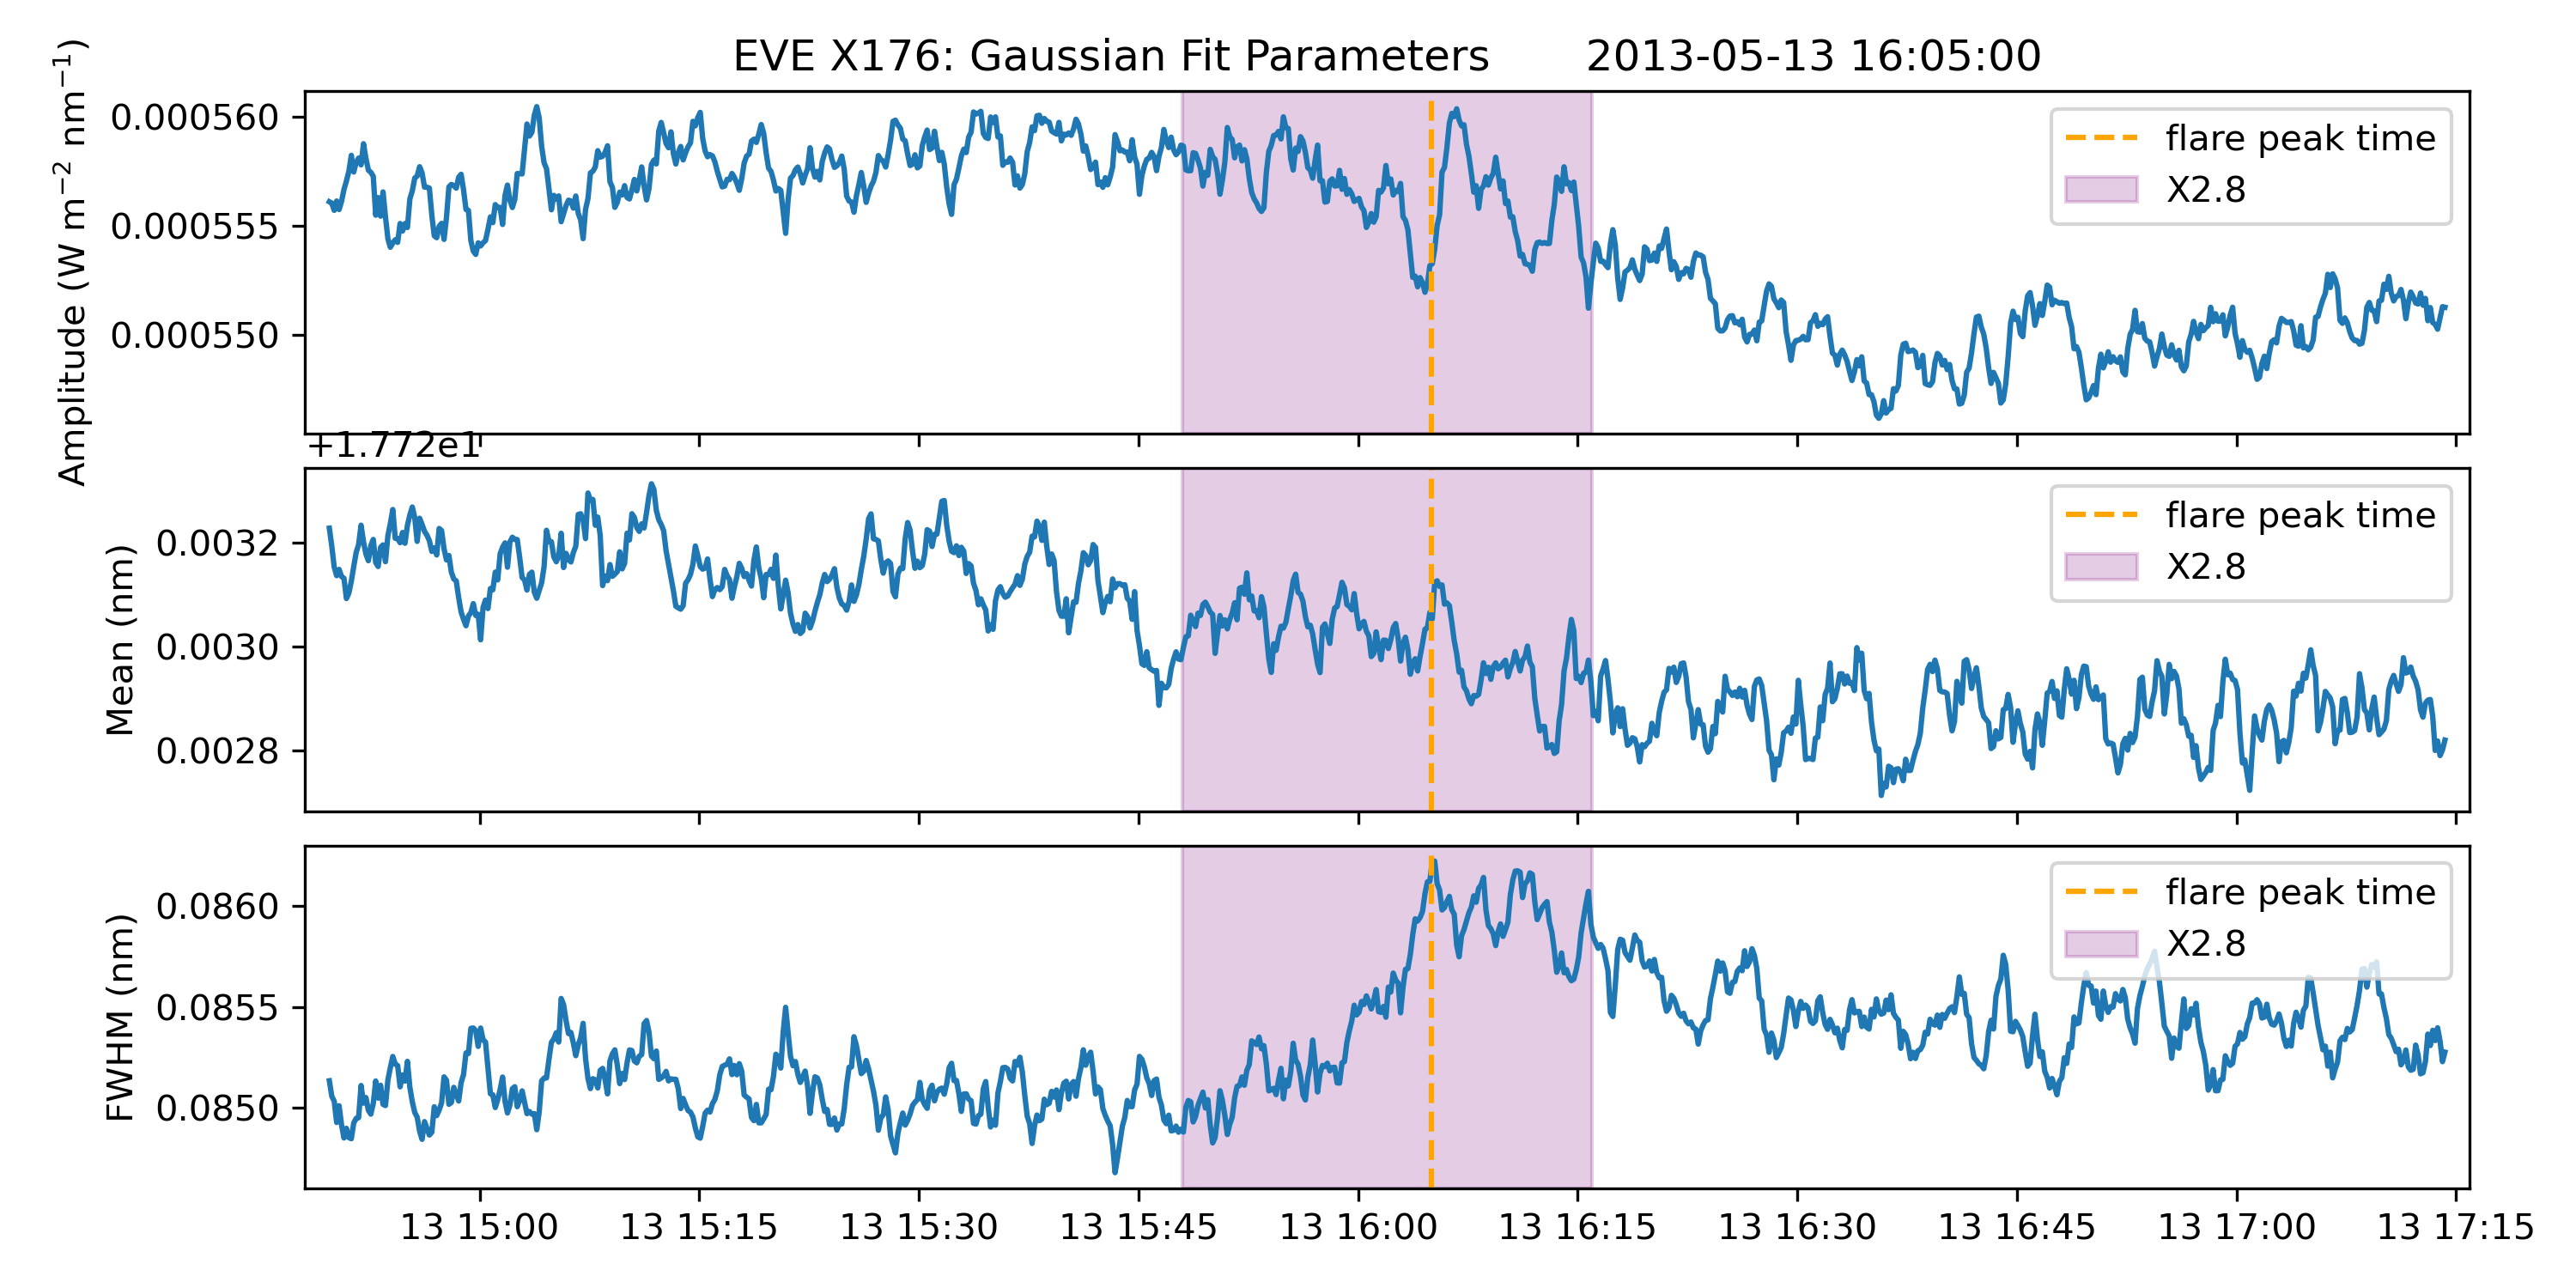 EVE X176: Gaussian Fit Parameters 2013-05-13 16:05:00
Amplitude (W m⁻² nm⁻¹)
0.000560
0.000555
0.000550
flare peak time
X2.8
+1.772e1
Mean (nm)
0.0032
0.0030
0.0028
flare peak time
X2.8
FWHM (nm)
0.0860
0.0855
0.0850
flare peak time
X2.8
13 15:00 13 15:15 13 15:30 13 15:45 13 16:00 13 16:15 13 16:30 13 16:45 13 17:00 13 17:15